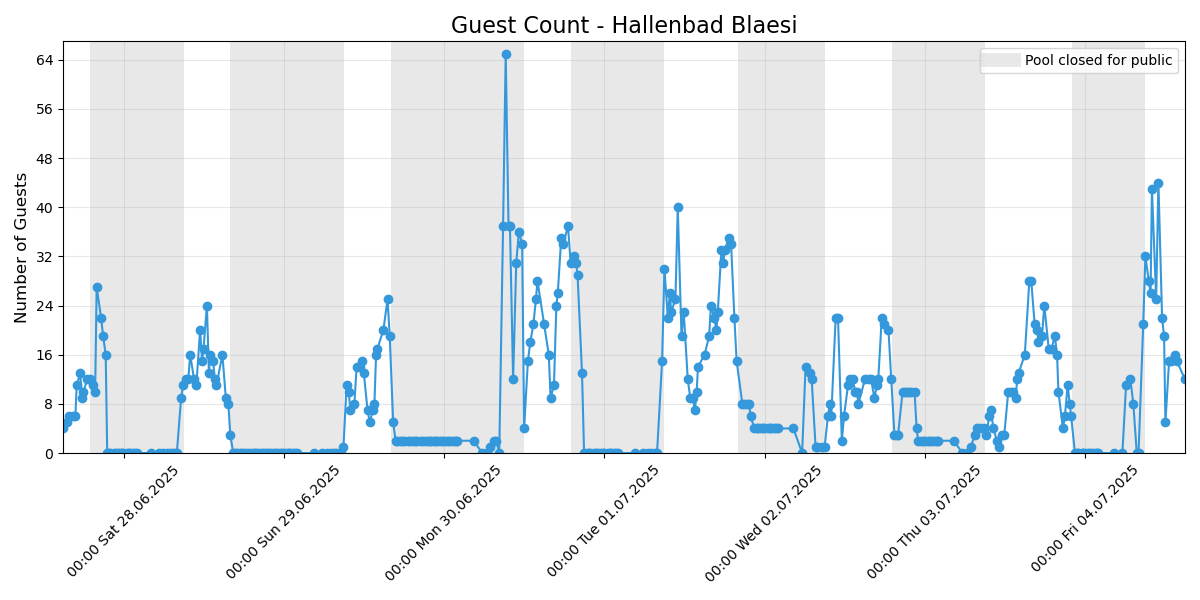 Guest Count - Hallenbad Blaesi
Pool closed for public
Number of Guests
64
56
48
40
32
24
16
8
0
00:00 Sat 28.06.2025
00:00 Sun 29.06.2025
00:00 Mon 30.06.2025
00:00 Tue 01.07.2025
00:00 Wed 02.07.2025
00:00 Thu 03.07.2025
00:00 Fri 04.07.2025